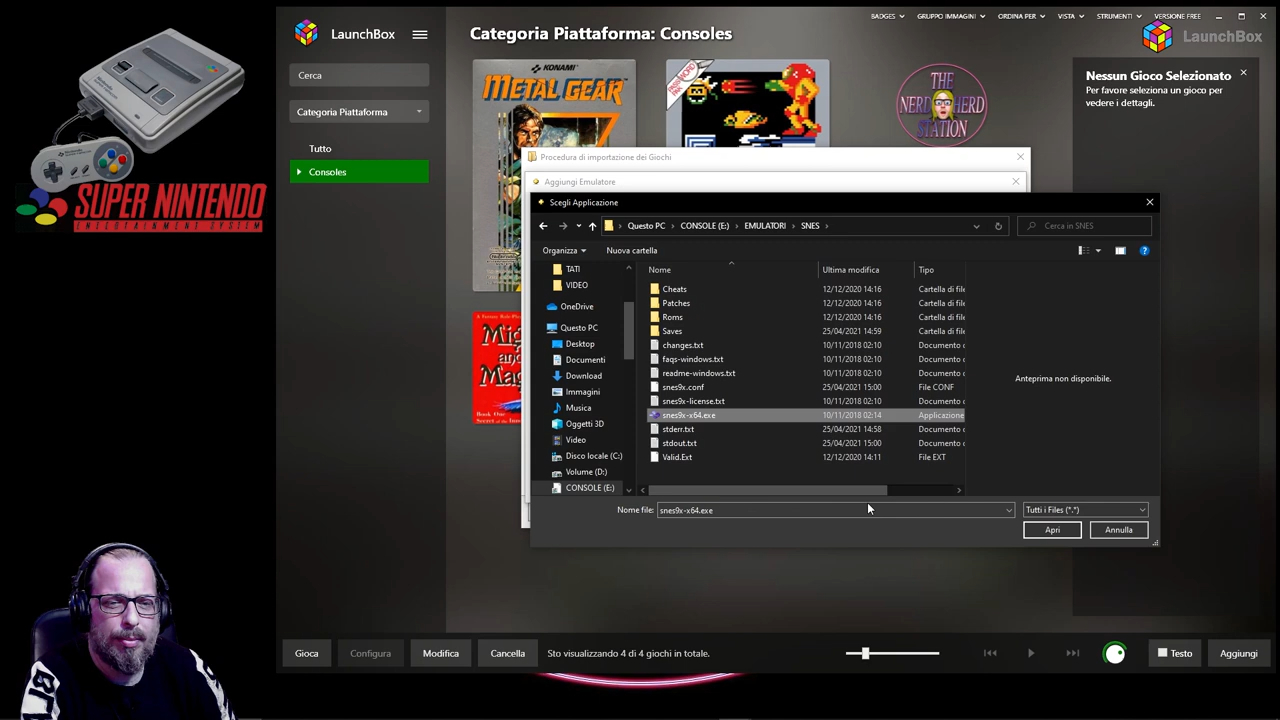 SUPER NINTENDO
ENTERTAINMENT SYSTEM
LaunchBox
Categoria Piattaforma: Consoles
BADGES
GRUPPO IMMAGINI
ORDINA PER
VISTA
STRUMENTI
VERSIONE FREE
LaunchBox
Cerca
Categoria Piattaforma
Tutto
Consoles
KONAMI
METAL GEAR
PASSWORD PAK
THE
NERD HERD
STATION
Nessun Gioco Selezionato
Per favore seleziona un gioco per
vedere i dettagli.
Procedura di importazione dei Giochi
Aggiungi Emulatore
Scegli Applicazione
Questo PC
CONSOLE (E:)
EMULATORI
SNES
Cerca in SNES
Organizza
Nuova cartella
TATI
VIDEO
OneDrive
Questo PC
Desktop
Documenti
Download
Immagini
Musica
Oggetti 3D
Video
Disco locale (C:)
Volume (D:)
CONSOLE (E:)
Nome Ultima modifica Tipo
Cheats 12/12/2020 14:16 Cartella di file
Patches 12/12/2020 14:16 Cartella di file
Roms 12/12/2020 14:16 Cartella di file
Saves 25/04/2021 14:59 Cartella di file
changes.txt 10/11/2018 02:10 Documento d
faqs-windows.txt 10/11/2018 02:10 Documento d
readme-windows.txt 10/11/2018 02:10 Documento d
snes9x.conf 25/04/2021 15:00 File CONF
snes9x-license.txt 10/11/2018 02:10 Documento d
snes9x-x64.exe 10/11/2018 02:14 Applicazione
stderr.txt 25/04/2021 14:58 Documento d
stdout.txt 25/04/2021 15:00 Documento d
Valid.Ext 12/12/2020 14:11 File EXT
Anteprima non disponibile.
Nome file: snes9x-x64.exe
Tutti i Files (*.*)
Apri
Annulla
Gioca
Configura
Modifica
Cancella
Sto visualizzando 4 di 4 giochi in totale.
Testo
Aggiungi